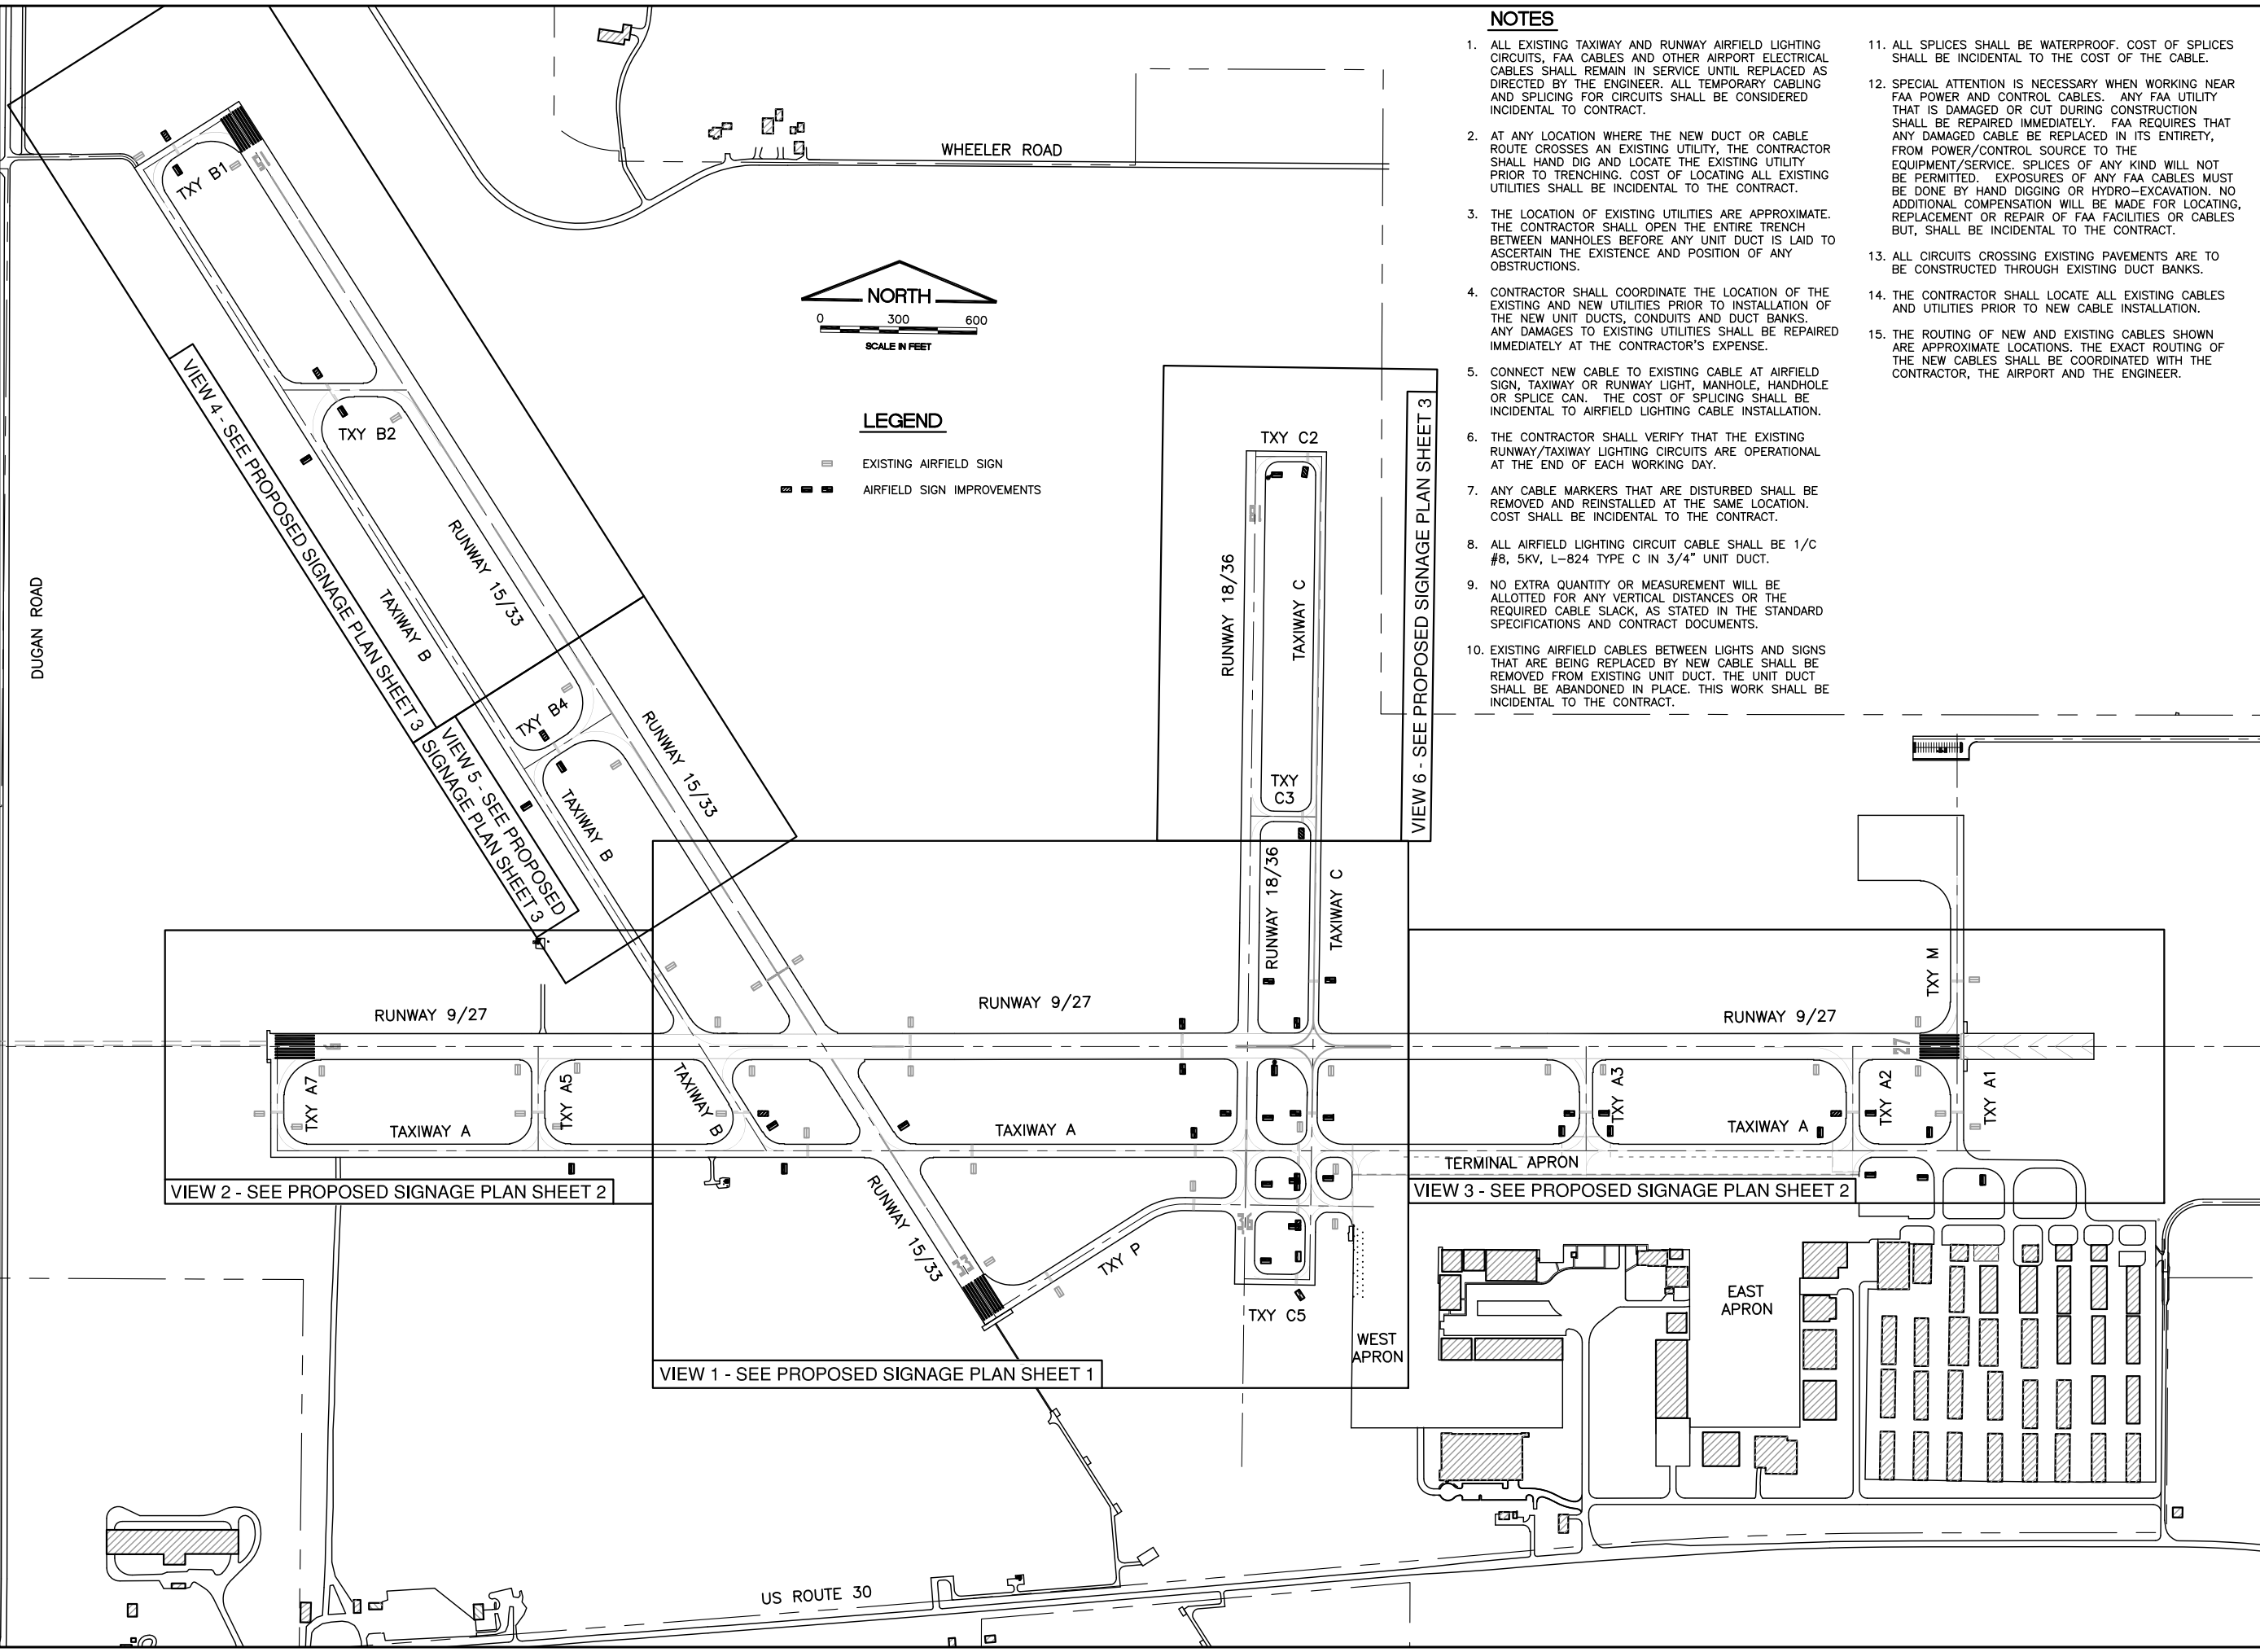 NOTES
1. ALL EXISTING TAXIWAY AND RUNWAY AIRFIELD LIGHTING
CIRCUITS, FAA CABLES AND OTHER AIRPORT ELECTRICAL
CABLES SHALL REMAIN IN SERVICE UNTIL REPLACED AS
DIRECTED BY THE ENGINEER. ALL TEMPORARY CABLING
AND SPLICING FOR CIRCUITS SHALL BE CONSIDERED
INCIDENTAL TO CONTRACT.
2. AT ANY LOCATION WHERE THE NEW DUCT OR CABLE
ROUTE CROSSES AN EXISTING UTILITY, THE CONTRACTOR
SHALL HAND DIG AND LOCATE THE EXISTING UTILITY
PRIOR TO TRENCHING. COST OF LOCATING ALL EXISTING
UTILITIES SHALL BE INCIDENTAL TO THE CONTRACT.
3. THE LOCATION OF EXISTING UTILITIES ARE APPROXIMATE.
THE CONTRACTOR SHALL OPEN THE ENTIRE TRENCH
BETWEEN MANHOLES BEFORE ANY UNIT DUCT IS LAID TO
ASCERTAIN THE EXISTENCE AND POSITION OF ANY
OBSTRUCTIONS.
4. CONTRACTOR SHALL COORDINATE THE LOCATION OF THE
EXISTING AND NEW UTILITIES PRIOR TO INSTALLATION OF
THE NEW UNIT DUCTS, CONDUITS AND DUCT BANKS.
ANY DAMAGES TO EXISTING UTILITIES SHALL BE REPAIRED
IMMEDIATELY AT THE CONTRACTOR'S EXPENSE.
5. CONNECT NEW CABLE TO EXISTING CABLE AT AIRFIELD
SIGN, TAXIWAY OR RUNWAY LIGHT, MANHOLE, HANDHOLE
OR SPLICE CAN. THE COST OF SPLICING SHALL BE
INCIDENTAL TO AIRFIELD LIGHTING CABLE INSTALLATION.
6. THE CONTRACTOR SHALL VERIFY THAT THE EXISTING
RUNWAY/TAXIWAY LIGHTING CIRCUITS ARE OPERATIONAL
AT THE END OF EACH WORKING DAY.
7. ANY CABLE MARKERS THAT ARE DISTURBED SHALL BE
REMOVED AND REINSTALLED AT THE SAME LOCATION.
COST SHALL BE INCIDENTAL TO THE CONTRACT.
8. ALL AIRFIELD LIGHTING CIRCUIT CABLE SHALL BE 1/C
#8, 5KV, L-824 TYPE C IN 3/4" UNIT DUCT.
9. NO EXTRA QUANTITY OR MEASUREMENT WILL BE
ALLOTTED FOR ANY VERTICAL DISTANCES OR THE
REQUIRED CABLE SLACK, AS STATED IN THE STANDARD
SPECIFICATIONS AND CONTRACT DOCUMENTS.
10. EXISTING AIRFIELD CABLES BETWEEN LIGHTS AND SIGNS
THAT ARE BEING REPLACED BY NEW CABLE SHALL BE
REMOVED FROM EXISTING UNIT DUCT. THE UNIT DUCT
SHALL BE ABANDONED IN PLACE. THIS WORK SHALL BE
INCIDENTAL TO THE CONTRACT.
11. ALL SPLICES SHALL BE WATERPROOF. COST OF SPLICES
SHALL BE INCIDENTAL TO THE COST OF THE CABLE.
12. SPECIAL ATTENTION IS NECESSARY WHEN WORKING NEAR
FAA POWER AND CONTROL CABLES. ANY FAA UTILITY
THAT IS DAMAGED OR CUT DURING CONSTRUCTION
SHALL BE REPAIRED IMMEDIATELY. FAA REQUIRES THAT
ANY DAMAGED CABLE BE REPLACED IN ITS ENTIRETY,
FROM POWER/CONTROL SOURCE TO THE
EQUIPMENT/SERVICE. SPLICES OF ANY KIND WILL NOT
BE PERMITTED. EXPOSURES OF ANY FAA CABLES MUST
BE DONE BY HAND DIGGING OR HYDRO-EXCAVATION. NO
ADDITIONAL COMPENSATION WILL BE MADE FOR LOCATING,
REPLACEMENT OR REPAIR OF FAA FACILITIES OR CABLES
BUT, SHALL BE INCIDENTAL TO THE CONTRACT.
13. ALL CIRCUITS CROSSING EXISTING PAVEMENTS ARE TO
BE CONSTRUCTED THROUGH EXISTING DUCT BANKS.
14. THE CONTRACTOR SHALL LOCATE ALL EXISTING CABLES
AND UTILITIES PRIOR TO NEW CABLE INSTALLATION.
15. THE ROUTING OF NEW AND EXISTING CABLES SHOWN
ARE APPROXIMATE LOCATIONS. THE EXACT ROUTING OF
THE NEW CABLES SHALL BE COORDINATED WITH THE
CONTRACTOR, THE AIRPORT AND THE ENGINEER.
WHEELER ROAD
NORTH
0 300 600
SCALE IN FEET
LEGEND
EXISTING AIRFIELD SIGN
AIRFIELD SIGN IMPROVEMENTS
DUGAN ROAD
TXY B1
15
TXY B2
VIEW 4 - SEE PROPOSED SIGNAGE PLAN SHEET 3
RUNWAY 15/33
TAXIWAY B
TXY B4
VIEW 5 - SEE PROPOSED
SIGNAGE PLAN SHEET 3
SIGNAGE PLAN SHEET 3
RUNWAY 15/33
TAXIWAY B
TXY C2
18
RUNWAY 18/36
TAXIWAY C
TXY
C3
VIEW 6 - SEE PROPOSED SIGNAGE PLAN SHEET 3
RUNWAY 18/36
TAXIWAY C
RUNWAY 9/27
9
TXY A7
TAXIWAY A
TXY A5
TAXIWAY B
VIEW 2 - SEE PROPOSED SIGNAGE PLAN SHEET 2
RUNWAY 9/27
TAXIWAY A
RUNWAY 15/33
33
TXY P
36
TXY C5
WEST
APRON
VIEW 1 - SEE PROPOSED SIGNAGE PLAN SHEET 1
RUNWAY 9/27
27
TXY M
TXY A3
TAXIWAY A
TXY A2
TXY A1
TERMINAL APRON
VIEW 3 - SEE PROPOSED SIGNAGE PLAN SHEET 2
EAST
APRON
US ROUTE 30